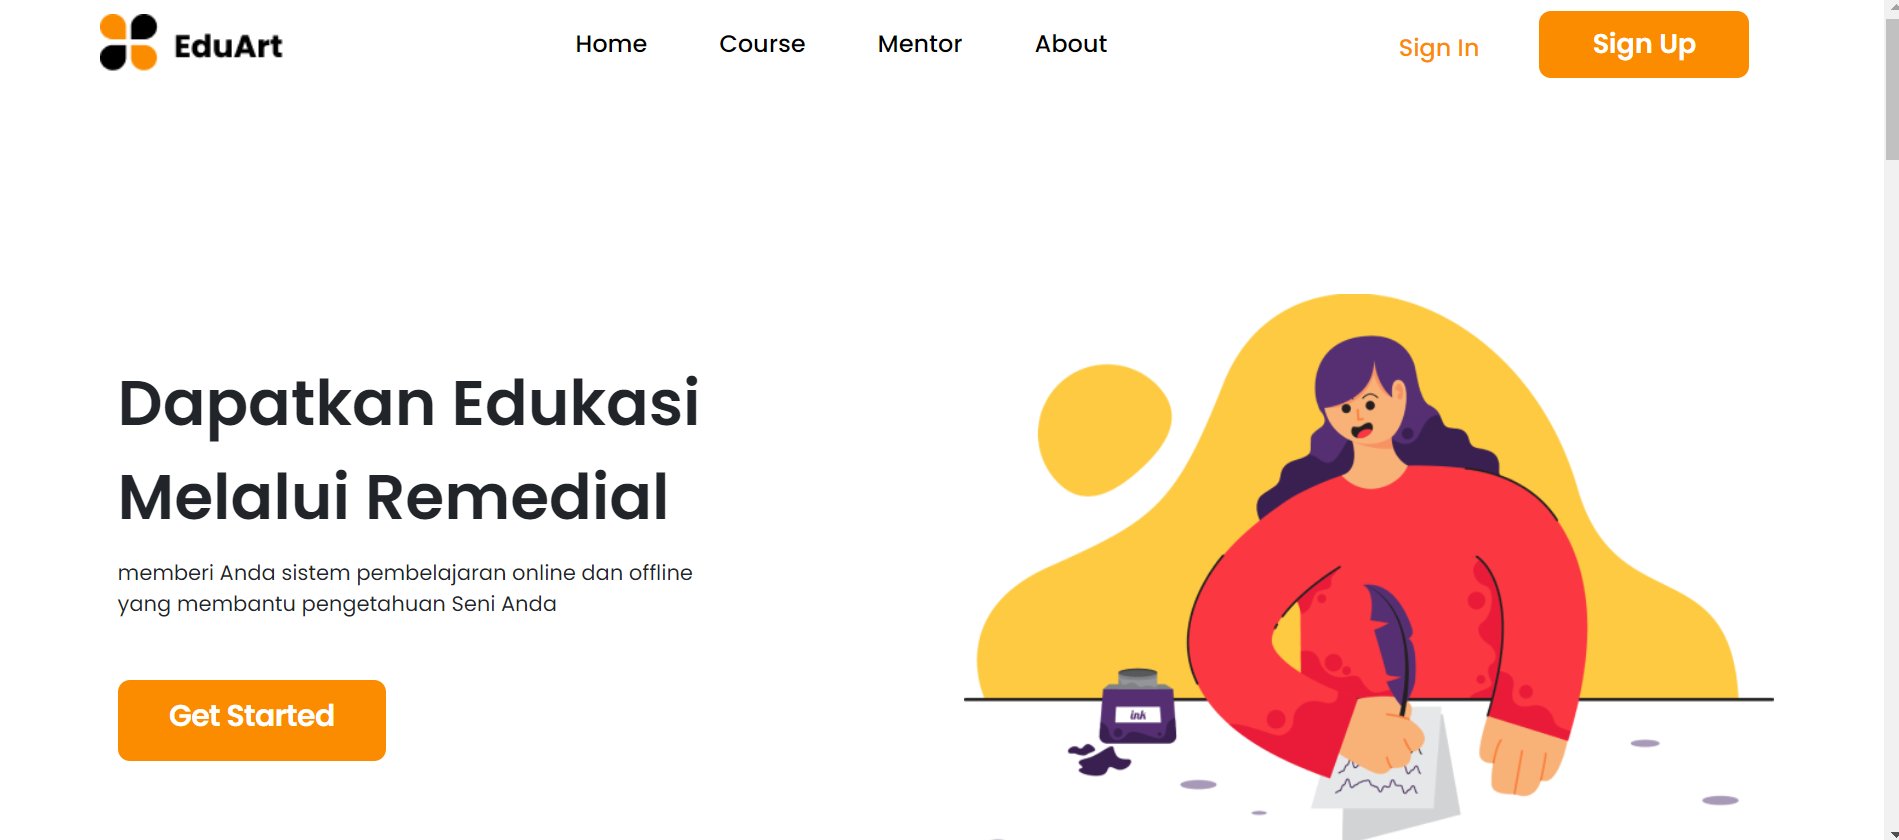 EduArt
Home
Course
Mentor
About
Sign In
Sign Up
Dapatkan Edukasi
Melalui Remedial
memberi Anda sistem pembelajaran online dan offline
yang membantu pengetahuan Seni Anda
Get Started
ink